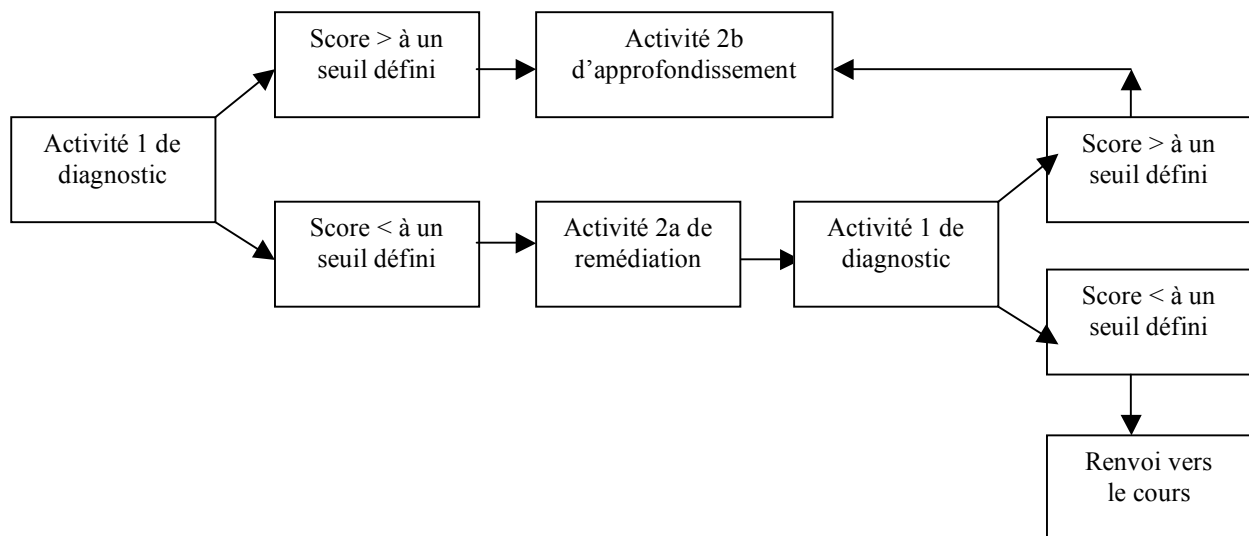 Score > à un
seuil défini
Activité 2b
d'approfondissement
Activité 1 de
diagnostic
Score > à un
seuil défini
Score < à un
seuil défini
Activité 2a de
remédiation
Activité 1 de
diagnostic
Score < à un
seuil défini
Renvoi vers
le cours